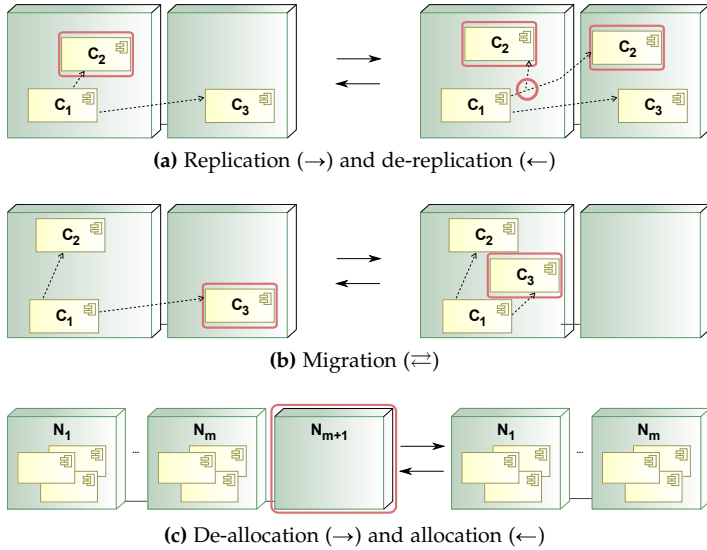 C2 C2 C2
C1 C3 C1 C3
(a) Replication (→) and de-replication (←)
C2 C2
C3
C1 C3 C1
(b) Migration (⇄)
N1 ... Nm Nm+1 N1 ... Nm
(c) De-allocation (→) and allocation (←)